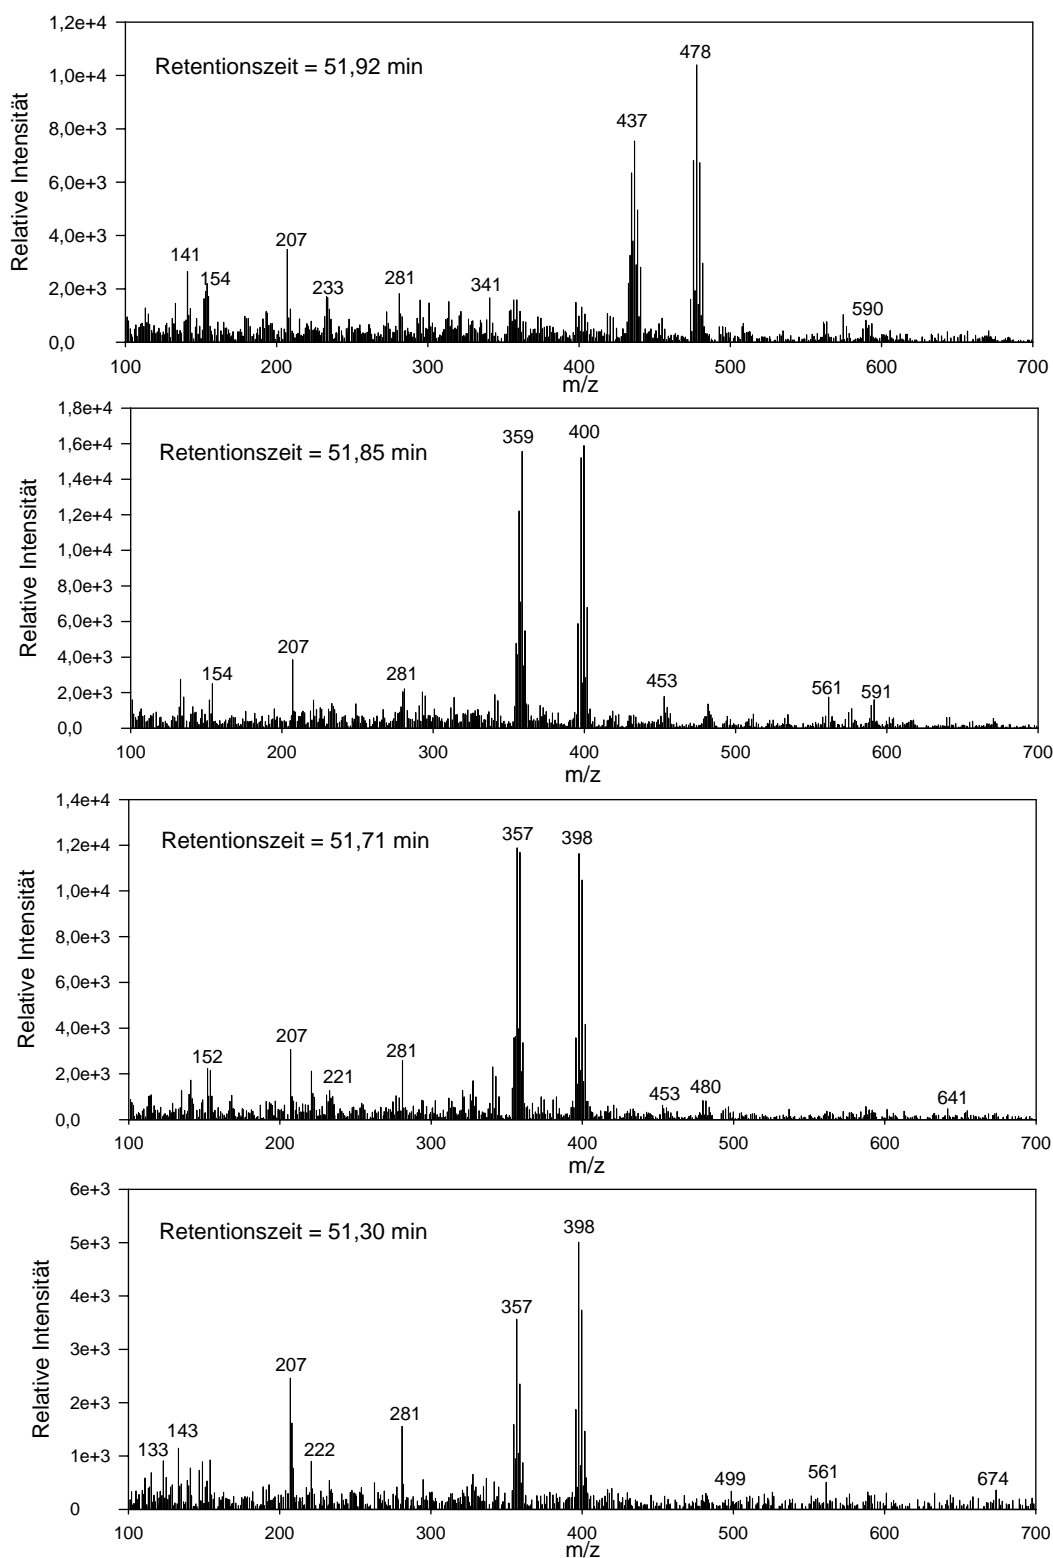 Retentionszeit = 51,92 min
Relative Intensität
1,2e+4
1,0e+4
8,0e+3
6,0e+3
4,0e+3
2,0e+3
0,0
141
154
207
233
281
341
437
478
590
100 200 300 400 500 600 700
m/z
Retentionszeit = 51,85 min
Relative Intensität
1,8e+4
1,6e+4
1,4e+4
1,2e+4
1,0e+4
8,0e+3
6,0e+3
4,0e+3
2,0e+3
0,0
154
207
281
359
400
453
561
591
100 200 300 400 500 600 700
m/z
Retentionszeit = 51,71 min
Relative Intensität
1,4e+4
1,2e+4
1,0e+4
8,0e+3
6,0e+3
4,0e+3
2,0e+3
0,0
152
207
221
281
357
398
453
480
641
100 200 300 400 500 600 700
m/z
Retentionszeit = 51,30 min
Relative Intensität
6e+3
5e+3
4e+3
3e+3
2e+3
1e+3
0
133
143
207
222
281
357
398
499
561
674
100 200 300 400 500 600 700
m/z